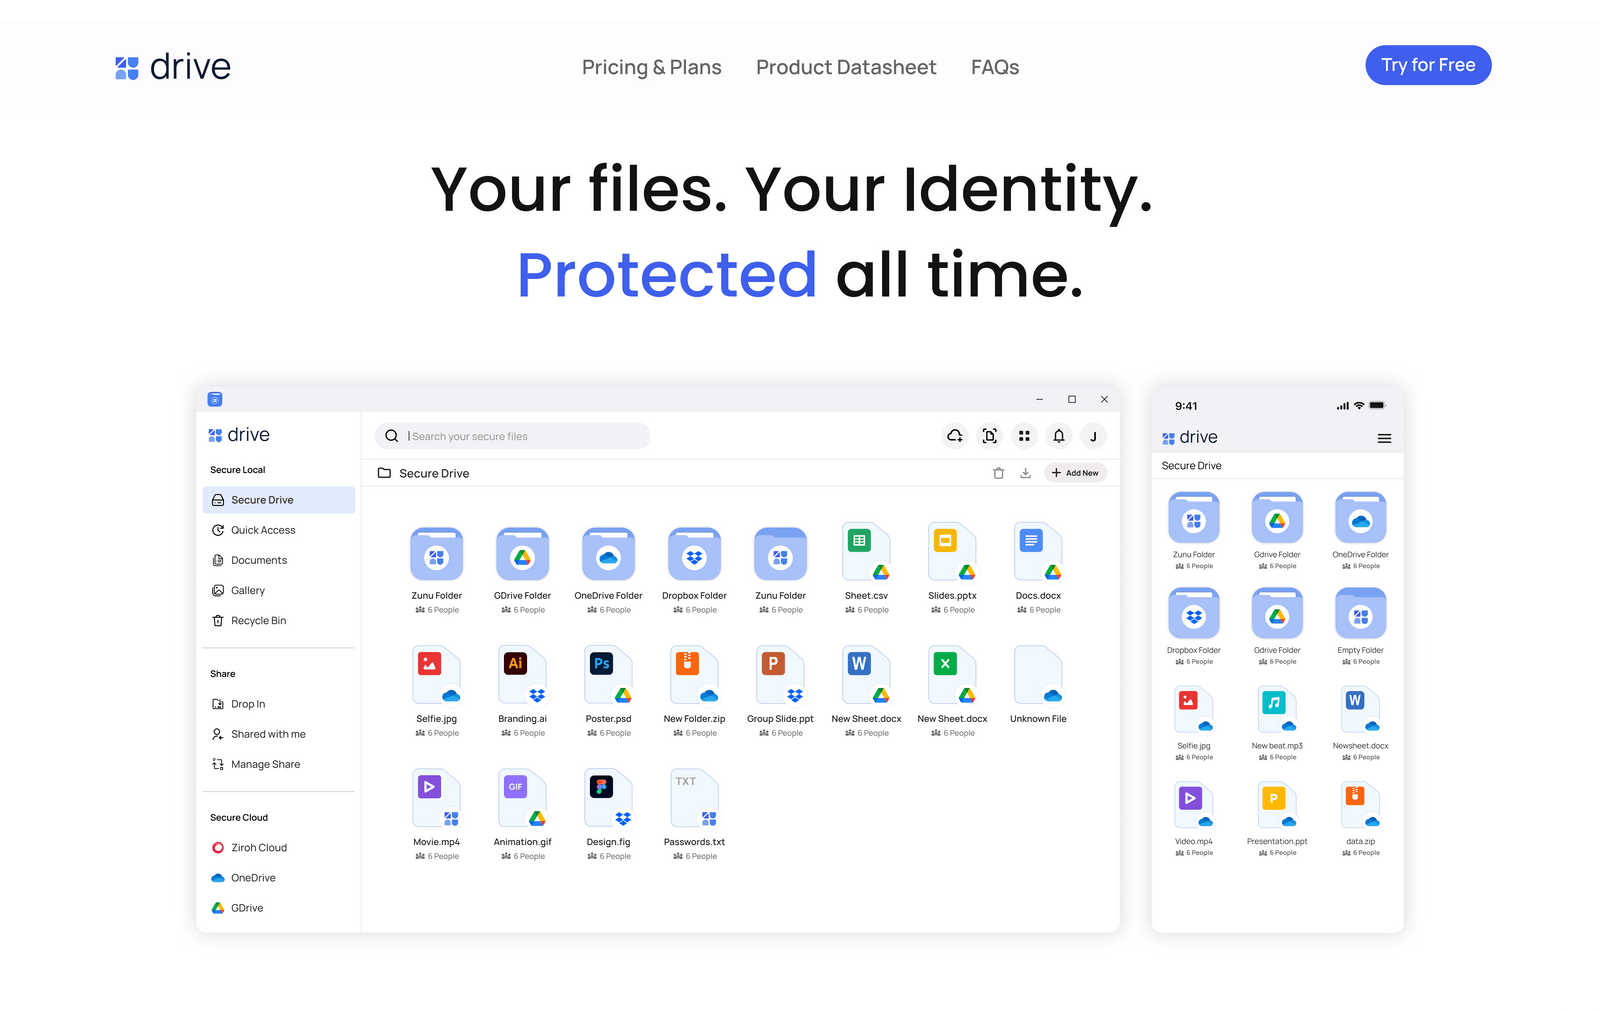 drive
Pricing & Plans
Product Datasheet
FAQs
Try for Free
Your files. Your Identity.
Protected all time.
drive
Secure Local
Secure Drive
Quick Access
Documents
Gallery
Recycle Bin
Share
Drop In
Shared with me
Manage Share
Secure Cloud
Ziroh Cloud
OneDrive
GDrive
Search your secure files
J
Secure Drive
Add New
Zunu Folder
6 People
GDrive Folder
6 People
OneDrive Folder
6 People
Dropbox Folder
6 People
Zunu Folder
6 People
Sheet.csv
6 People
Slides.pptx
6 People
Docs.docx
6 People
Selfie.jpg
6 People
Ai
Branding.ai
6 People
Ps
Poster.psd
6 People
New Folder.zip
6 People
P
Group Slide.ppt
6 People
W
New Sheet.docx
6 People
X
New Sheet.docx
6 People
Unknown File
Movie.mp4
6 People
GIF
Animation.gif
6 People
Design.fig
6 People
TXT
Passwords.txt
6 People
9:41
drive
Secure Drive
Zunu Folder
6 People
Gdrive Folder
6 People
OneDrive Folder
6 People
Dropbox Folder
6 People
Gdrive Folder
6 People
Empty Folder
6 People
Selfie.jpg
6 People
New beat.mp3
6 People
W
Newsheet.docx
6 People
Video.mp4
6 People
P
Presentation.ppt
6 People
data.zip
6 People